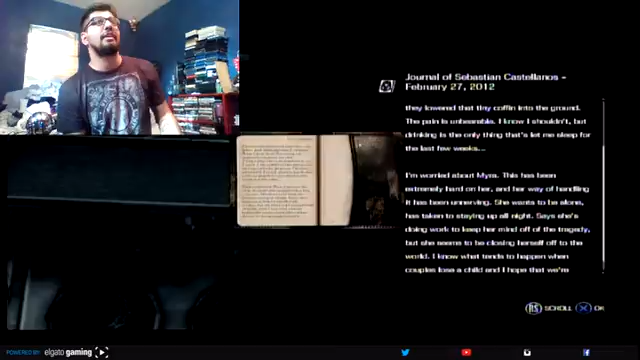 Journal of Sebastian Castellanos -
February 27, 2012
they lowered that tiny coffin into the ground.
The pain is unbearable. I know I shouldn't, but
drinking is the only thing that's let me sleep for
the last few weeks...
I'm worried about Myra. This has been
extremely hard on her, and her way of handling
it has been unnerving. She wants to be alone,
has taken to staying up all night. Says she's
doing work to keep her mind off of the tragedy,
but she seems to be closing herself off to the
world. I know what tends to happen when
couples lose a child and I hope that we're
RS SCROLL X OK
POWERED BY: elgato gaming